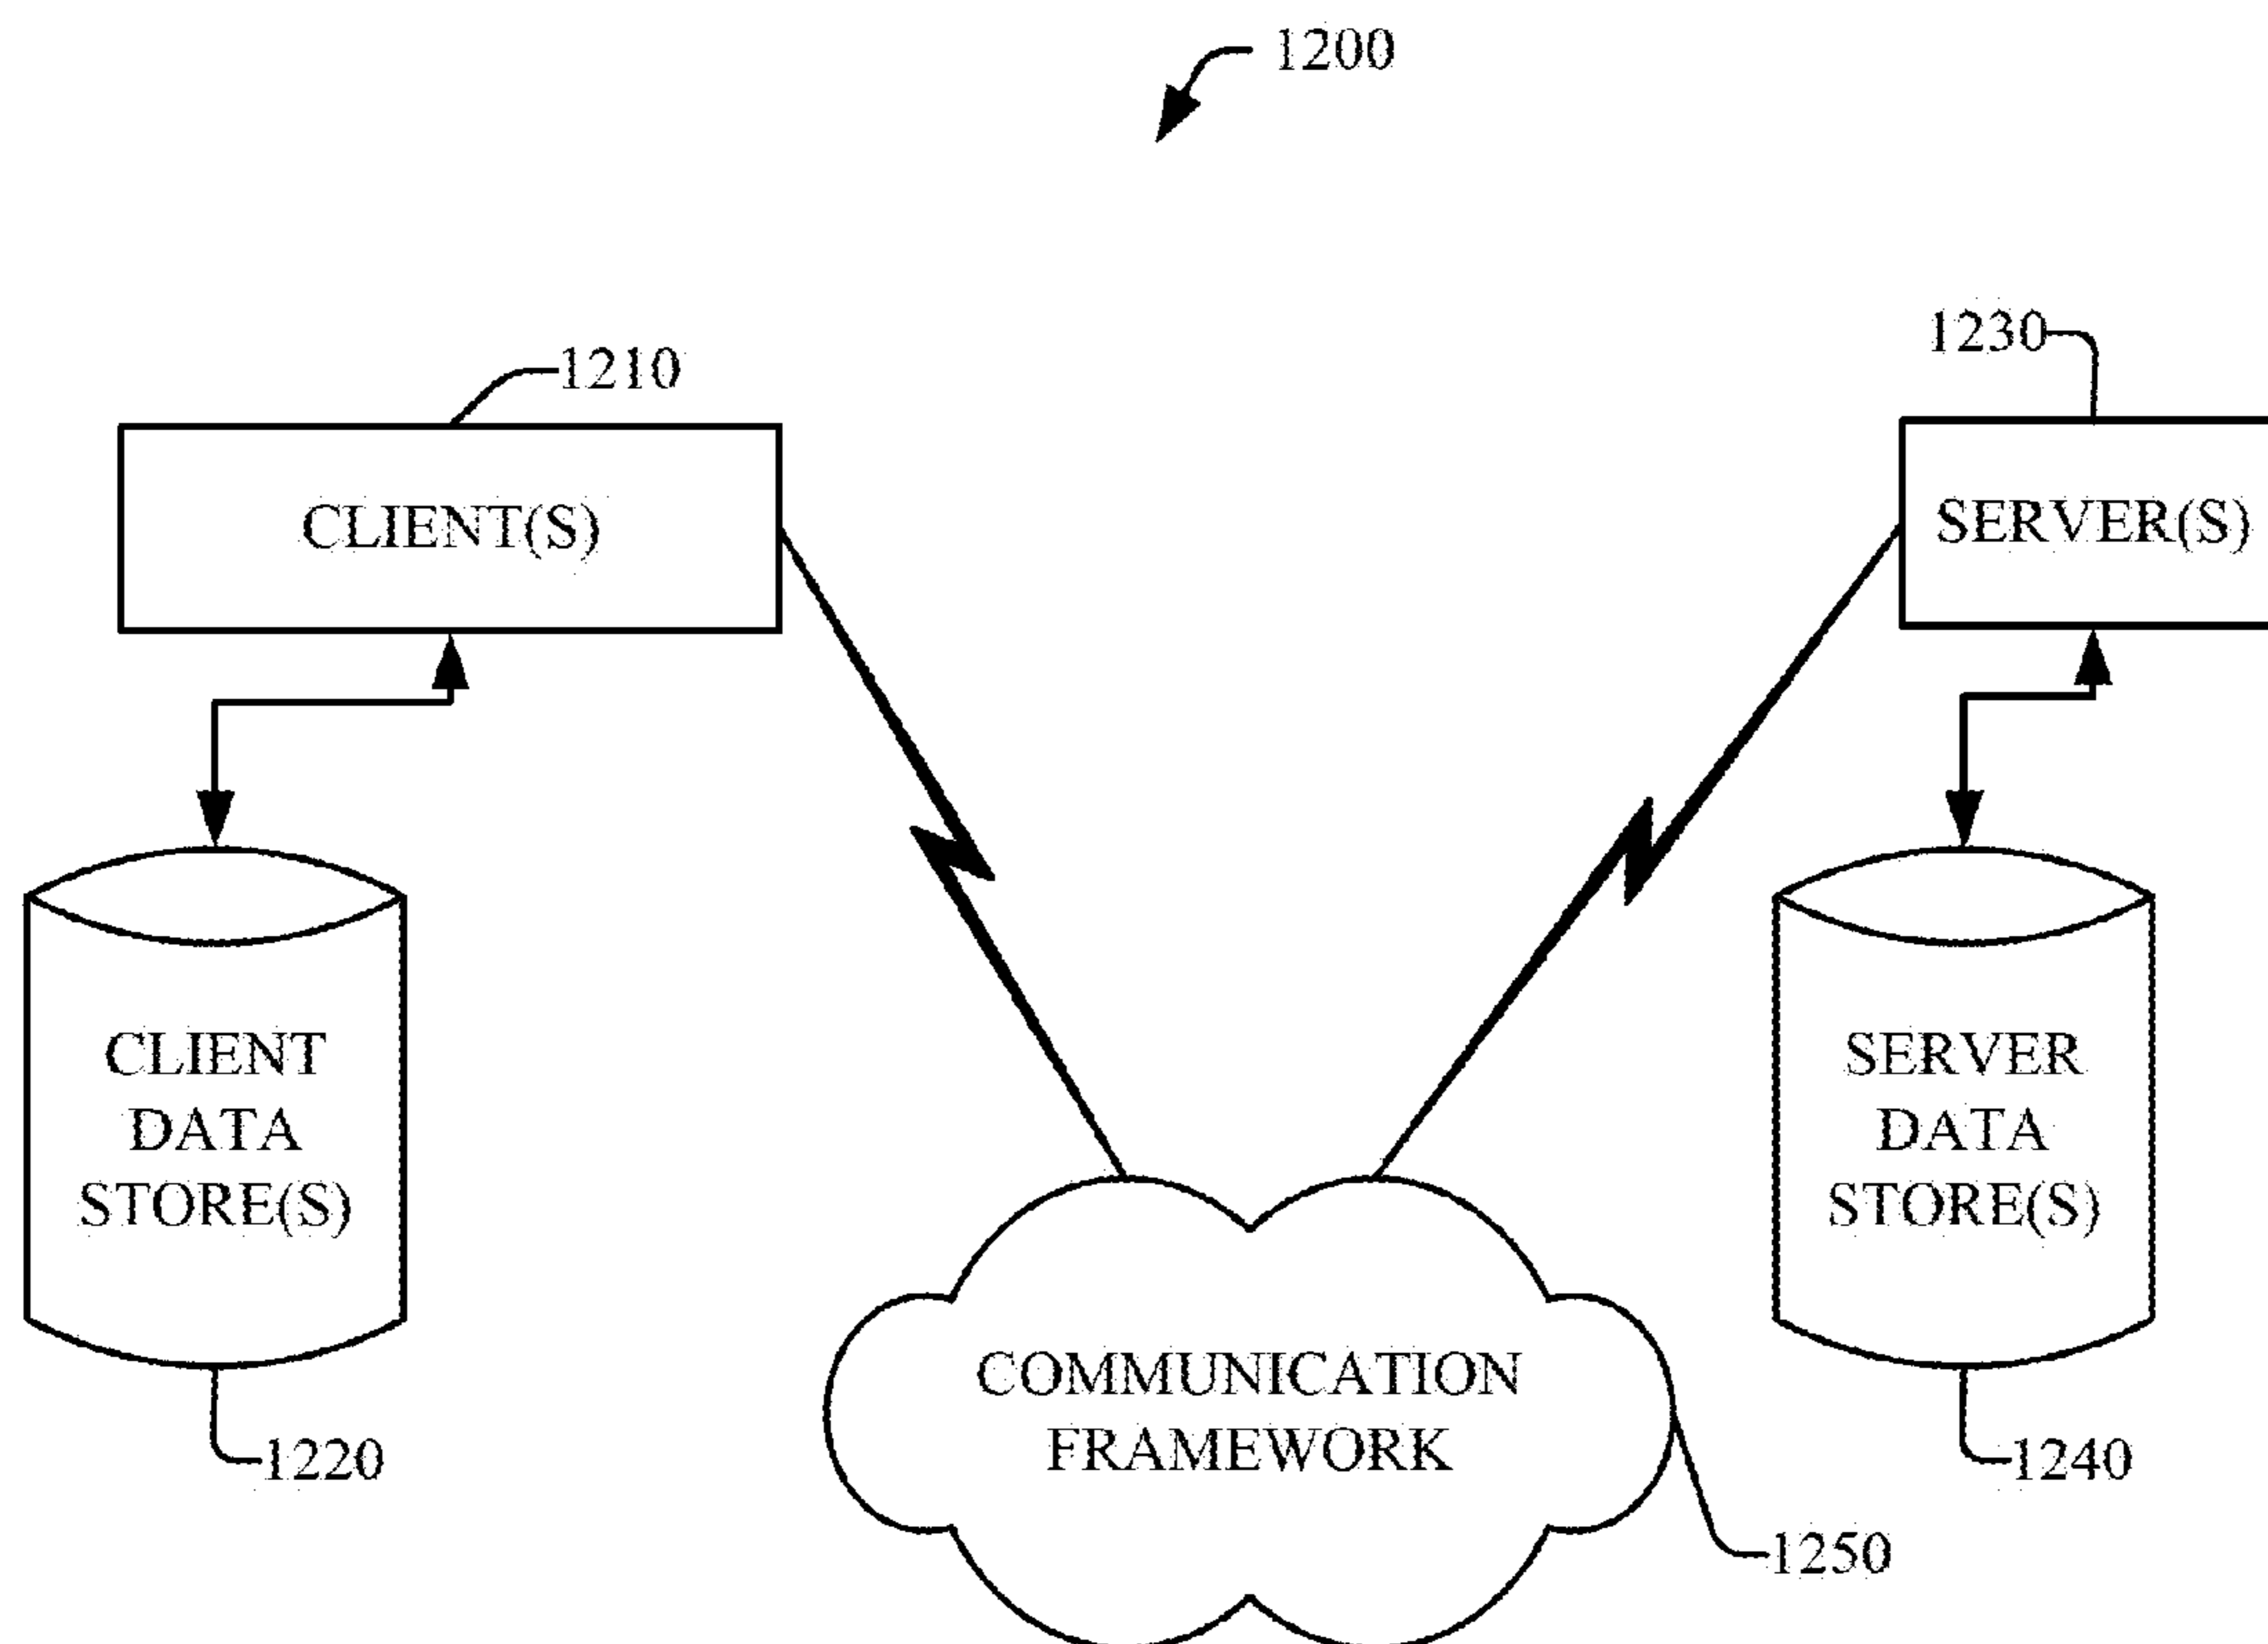 1200
1230
1210
CLIENT(S)
SERVER(S)
CLIENT
DATA
STORE(S)
SERVER
DATA
STORE(S)
COMMUNICATION
FRAMEWORK
1220
1240
1250